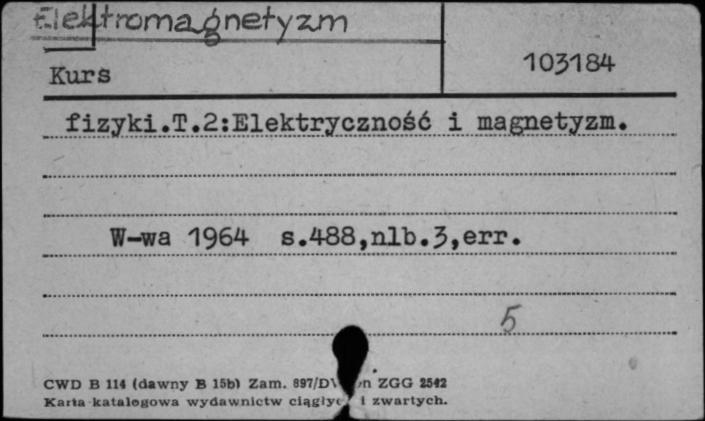 Elektromagnetyzm
Kurs
103184
fizyki.T.2:Elektryczność i magnetyzm.
W-wa 1964 s.488,nlb.3,err.
5
CWD B 114 (dawny B 15b) Zam. 897/D ZGG 2542
Karta katalogowa wydawnictw i zwartych.